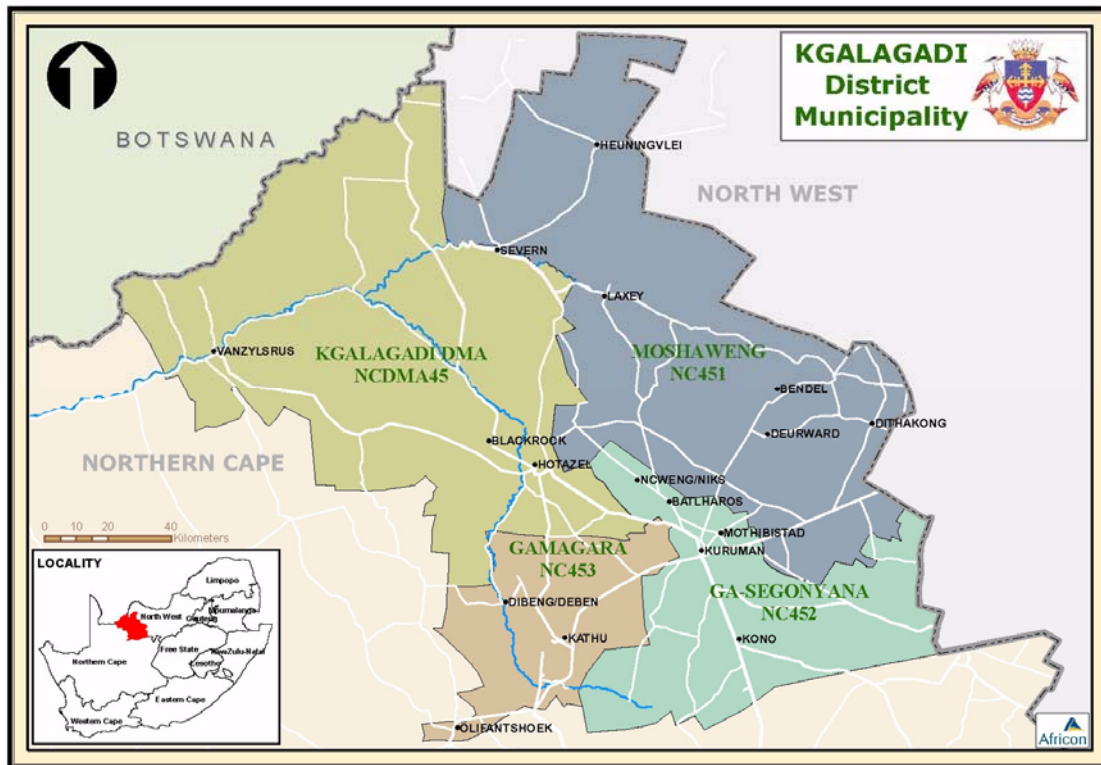 KGALAGADI
District
Municipality
BOTSWANA
HEUNINGVLEI
NORTH WEST
SEVERN
LAXEY
VANZYLSRUS
KGALAGADI DMA
NCDMA45
MOSHAWENG
NC451
BENDEL
DITHAKONG
DEURWARD
BLACKROCK
HOTAZEL
NORTHERN CAPE
NCWENG/NIKS
BATLHAROS
MOTHIBISTAD
KURUMAN
0 10 20 40
Kilometers
GAMAGARA
NC453
GA-SEGONYANA
NC452
DIBENG/DEBEN
KATHU
KONO
OLIFANTSHOEK
LOCALITY
Limpopo
North West
Mpumalanga
Gauteng
Free State
KwaZulu-Natal
Lesotho
Northern Cape
Eastern Cape
Western Cape
Africon